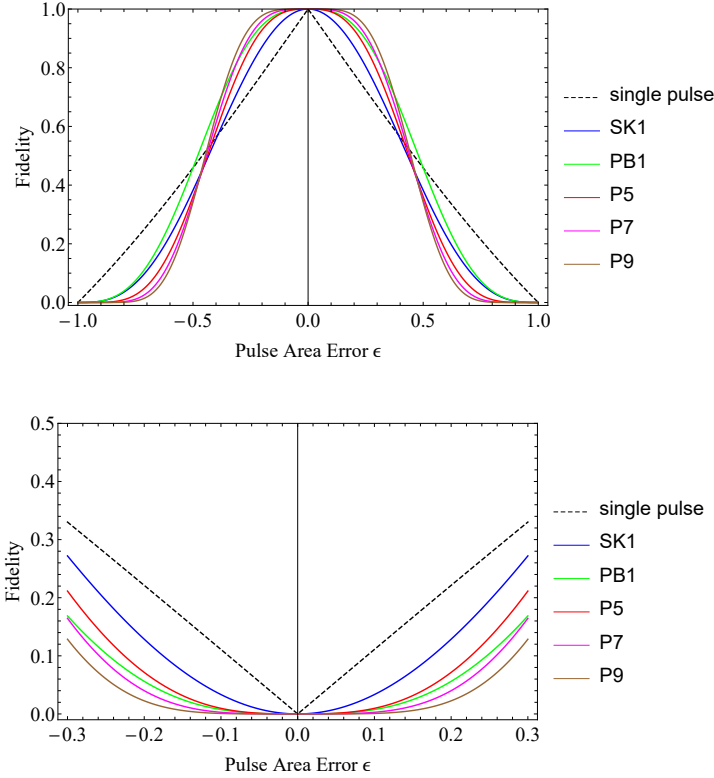 1.0
0.8
0.6
0.4
0.2
0.0
Fidelity
−1.0 −0.5 0.0 0.5 1.0
Pulse Area Error ϵ
single pulse
SK1
PB1
P5
P7
P9
0.5
0.4
0.3
0.2
0.1
0.0
Fidelity
−0.3 −0.2 −0.1 0.0 0.1 0.2 0.3
Pulse Area Error ϵ
single pulse
SK1
PB1
P5
P7
P9